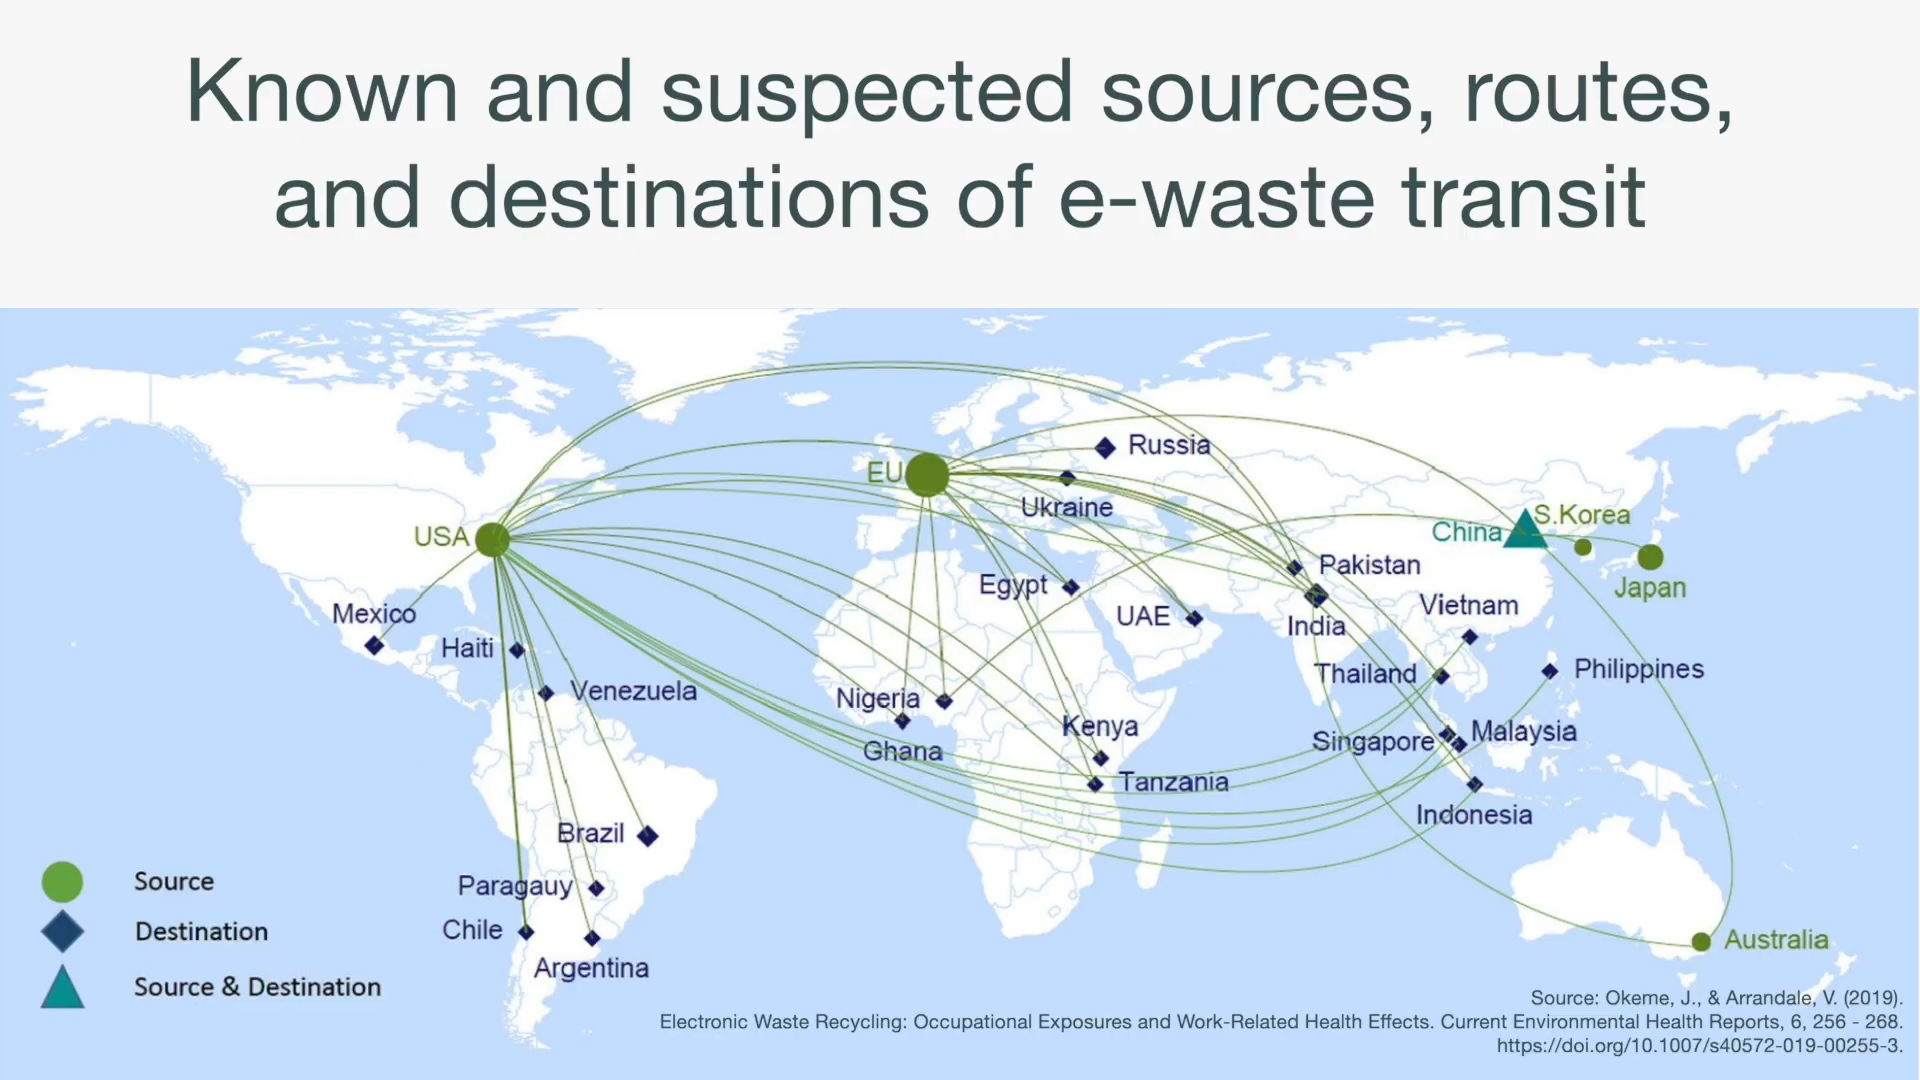 Known and suspected sources, routes,
and destinations of e-waste transit
Russia
EU
Ukraine
USA
S.Korea
China
Pakistan
Egypt
Japan
Mexico
UAE
Vietnam
India
Haiti
Thailand
Philippines
Venezuela
Nigeria
Kenya
Malaysia
Singapore
Ghana
Tanzania
Indonesia
Brazil
Paragauy
Chile
Argentina
Australia
Source
Destination
Source & Destination
Source: Okeme, J., & Arrandale, V. (2019).
Electronic Waste Recycling: Occupational Exposures and Work-Related Health Effects. Current Environmental Health Reports, 6, 256 - 268.
https://doi.org/10.1007/s40572-019-00255-3.